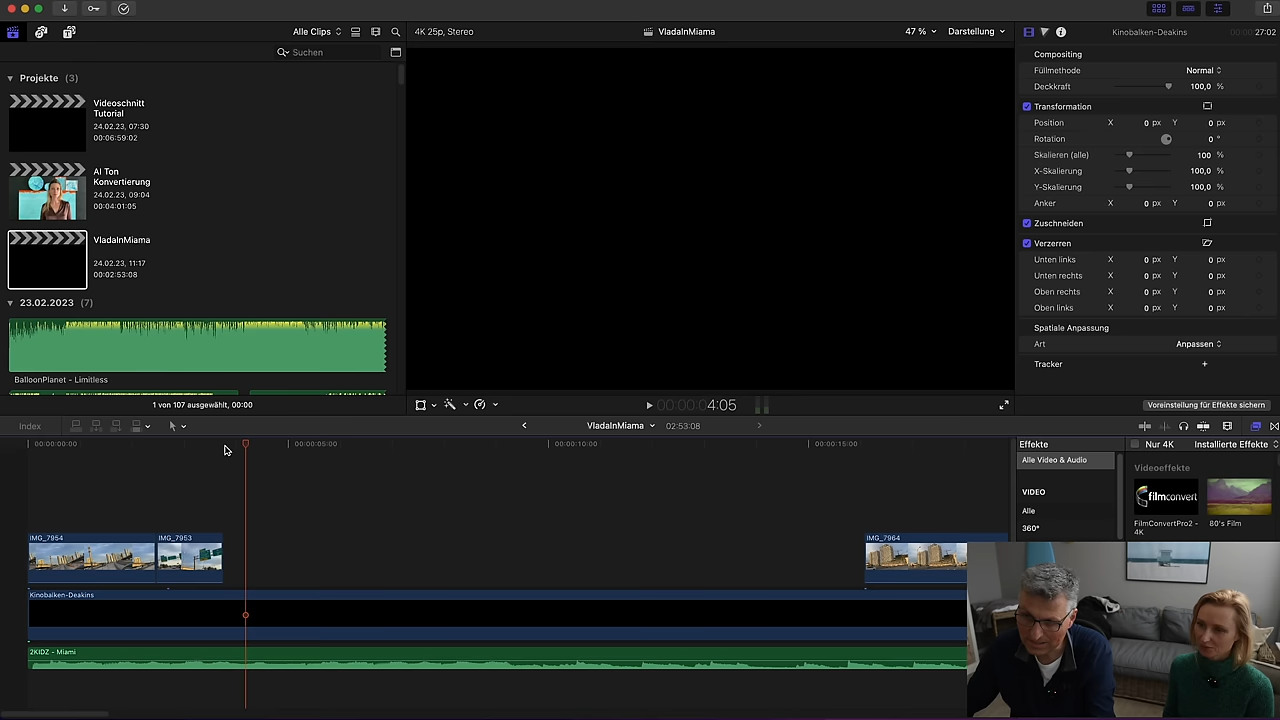 Alle Clips
4K 25p, Stereo
VladaInMiama
47 %
Darstellung
Kinobalken-Deakins
00:00:27:02
Suchen
Projekte (3)
Videoschnitt
Tutorial
24.02.23, 07:30
00:06:59:02
AI Ton
Konvertierung
24.02.23, 09:04
00:04:01:05
VladaInMiama
24.02.23, 11:17
00:02:53:08
23.02.2023 (7)
BalloonPlanet - Limitless
1 von 107 ausgewählt, 00:00
Compositing
Füllmethode Normal
Deckkraft 100,0 %
Transformation
Position X 0 px Y 0 px
Rotation 0 °
Skalieren (alle) 100 %
X-Skalierung 100,0 %
Y-Skalierung 100,0 %
Anker X 0 px Y 0 px
Zuschneiden
Verzerren
Unten links X 0 px Y 0 px
Unten rechts X 0 px Y 0 px
Oben rechts X 0 px Y 0 px
Oben links X 0 px Y 0 px
Spatiale Anpassung
Art Anpassen
Tracker +
00:00:04:05
Voreinstellung für Effekte sichern
Index
VladaInMiama
02:53:08
00:00:00:00
00:00:05:00
00:00:10:00
00:00:15:00
IMG_7954
IMG_7953
IMG_7964
Kinobalken-Deakins
2KIDZ - Miami
Effekte
Nur 4K
Installierte Effekte
Alle Video & Audio
VIDEO
Alle
360°
Videoeffekte
filmconvert
FilmConvertPro2 -
4K
80's Film